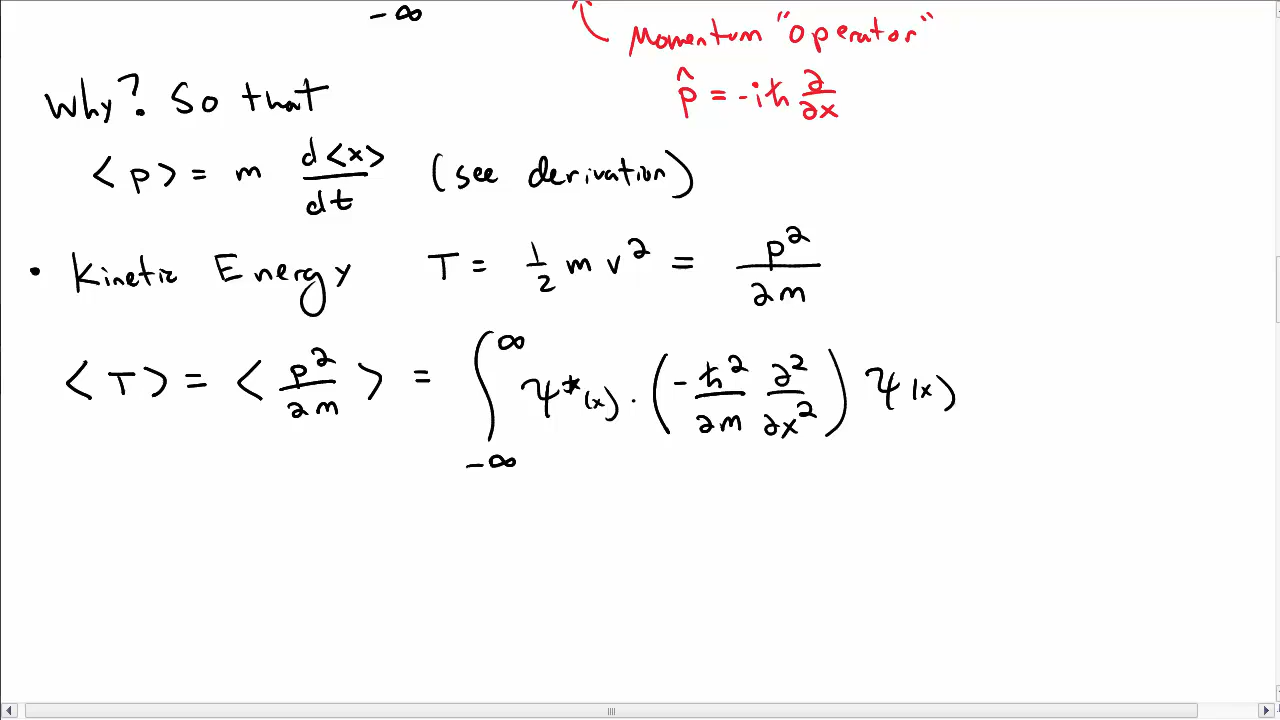 -∞
Momentum "operator"
Why? So that
p̂ = -iħ ∂/∂x
<p> = m d<x>/dt (see derivation)
• Kinetic Energy T = 1/2 m v² = p²/2m
<T> = <p²/2m> = ∫_{-∞}^{∞} Ψ*(x) · (-ħ²/2m ∂²/∂x²) Ψ(x)